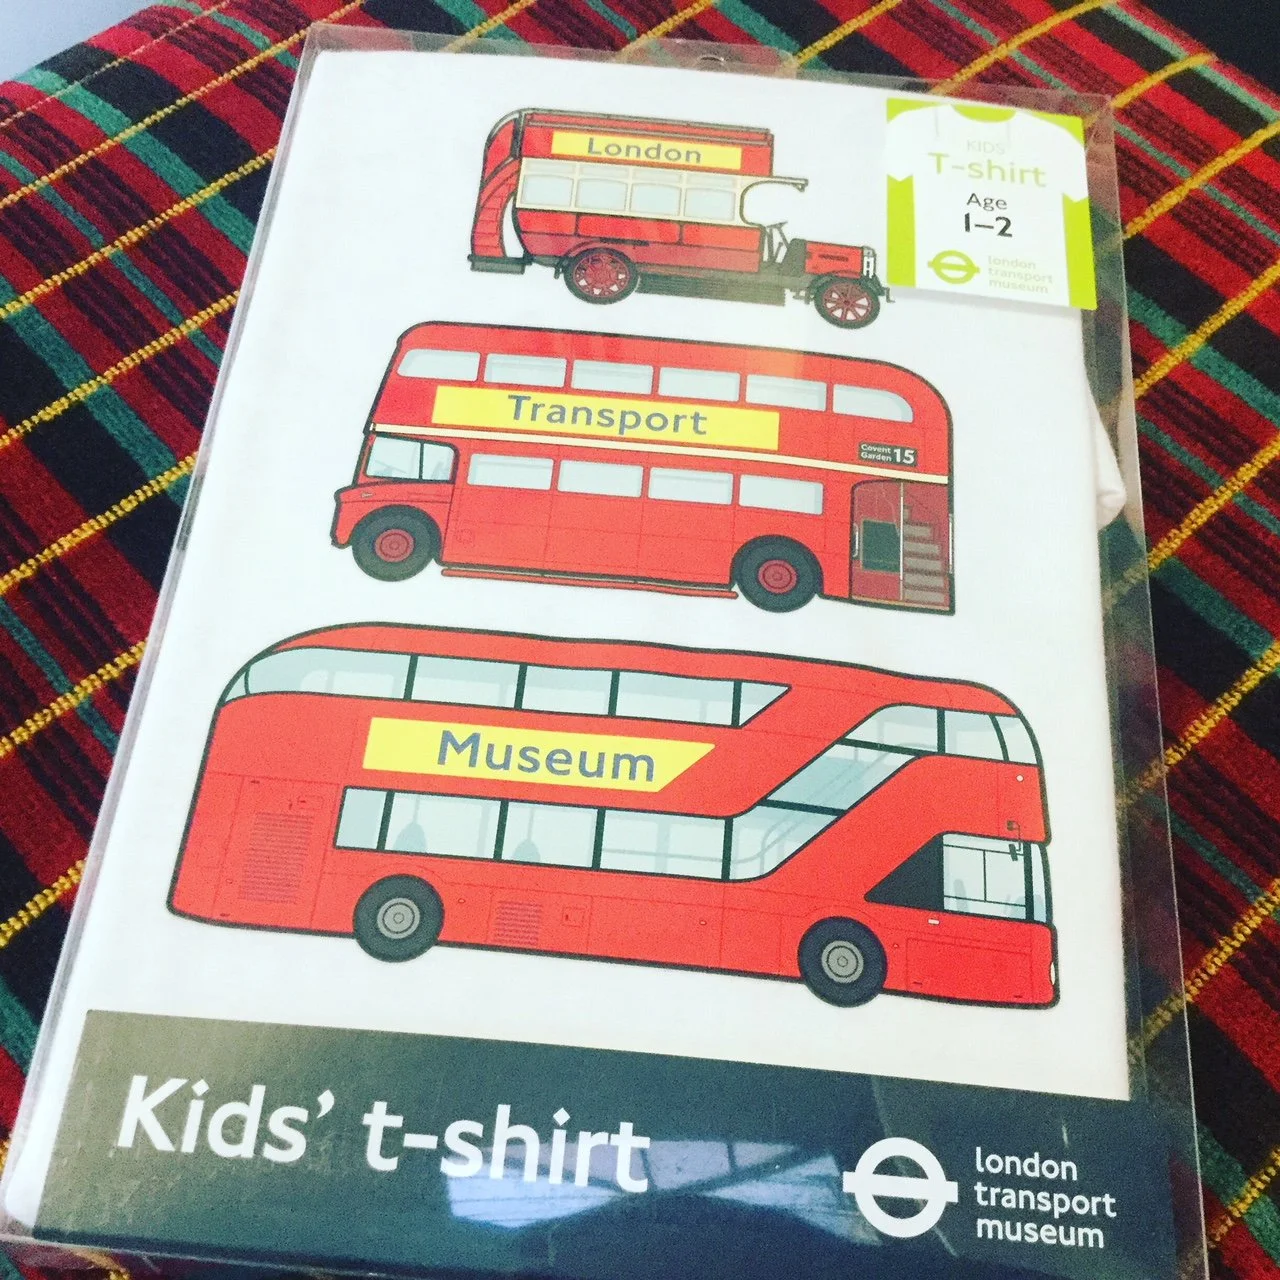 London
KIDS'
T-shirt
Age
1–2
london
transport
museum
Transport
Covent
Garden 15
Museum
Kids' t-shirt
london
transport
museum